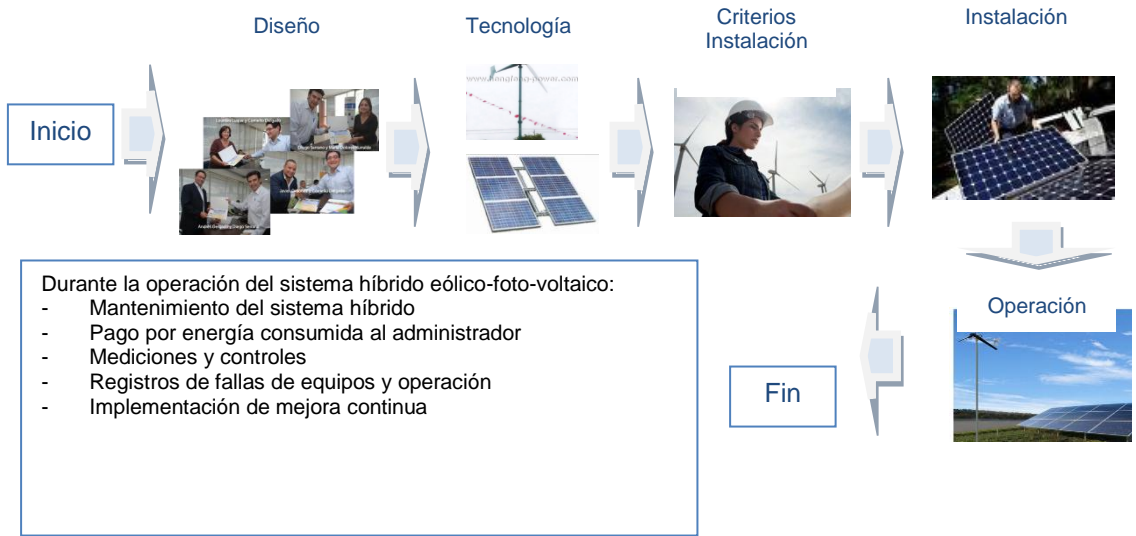 Diseño
Tecnología
Criterios
Instalación
Instalación
Inicio
Durante la operación del sistema híbrido eólico-foto-voltaico:
- Mantenimiento del sistema híbrido
- Pago por energía consumida al administrador
- Mediciones y controles
- Registros de fallas de equipos y operación
- Implementación de mejora continua
Operación
Fin